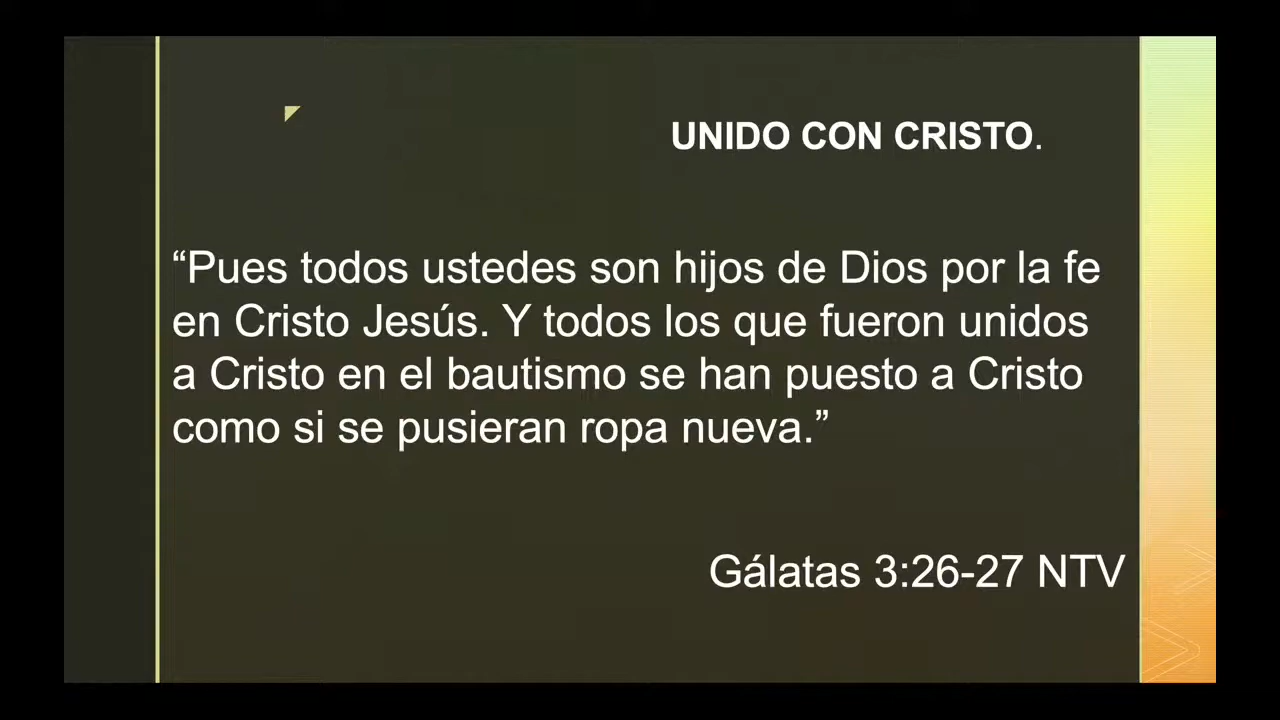 UNIDO CON CRISTO.
“Pues todos ustedes son hijos de Dios por la fe
en Cristo Jesús. Y todos los que fueron unidos
a Cristo en el bautismo se han puesto a Cristo
como si se pusieran ropa nueva.”
Gálatas 3:26-27 NTV